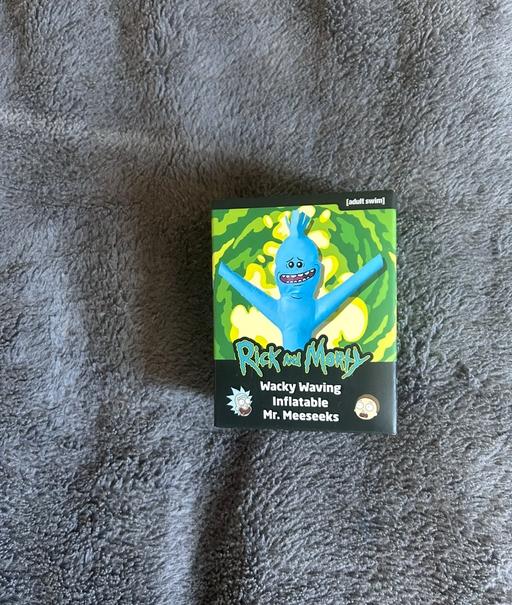 [adult swim]
Rick and Morty
Wacky Waving
Inflatable
Mr. Meeseeks